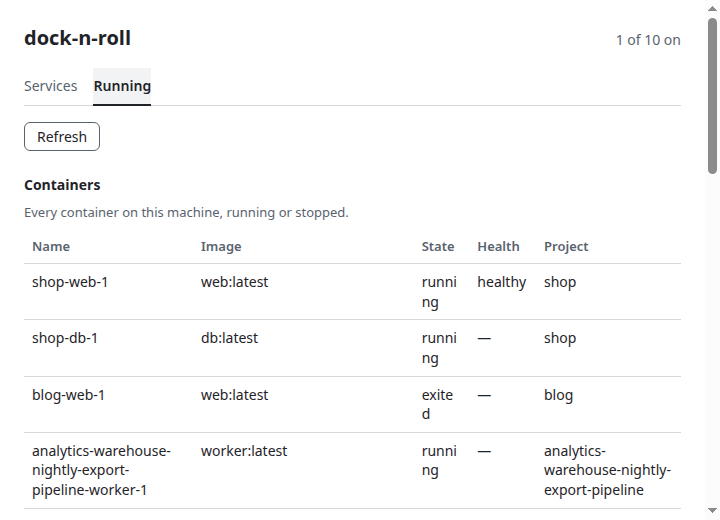 dock-n-roll
1 of 10 on
Services Running
Refresh
Containers
Every container on this machine, running or stopped.
Name Image State Health Project
shop-web-1 web:latest runni healthy shop
ng
shop-db-1 db:latest runni — shop
ng
blog-web-1 web:latest exite — blog
d
analytics-warehouse- worker:latest runni — analytics-
nightly-export- ng warehouse-nightly-
pipeline-worker-1 export-pipeline